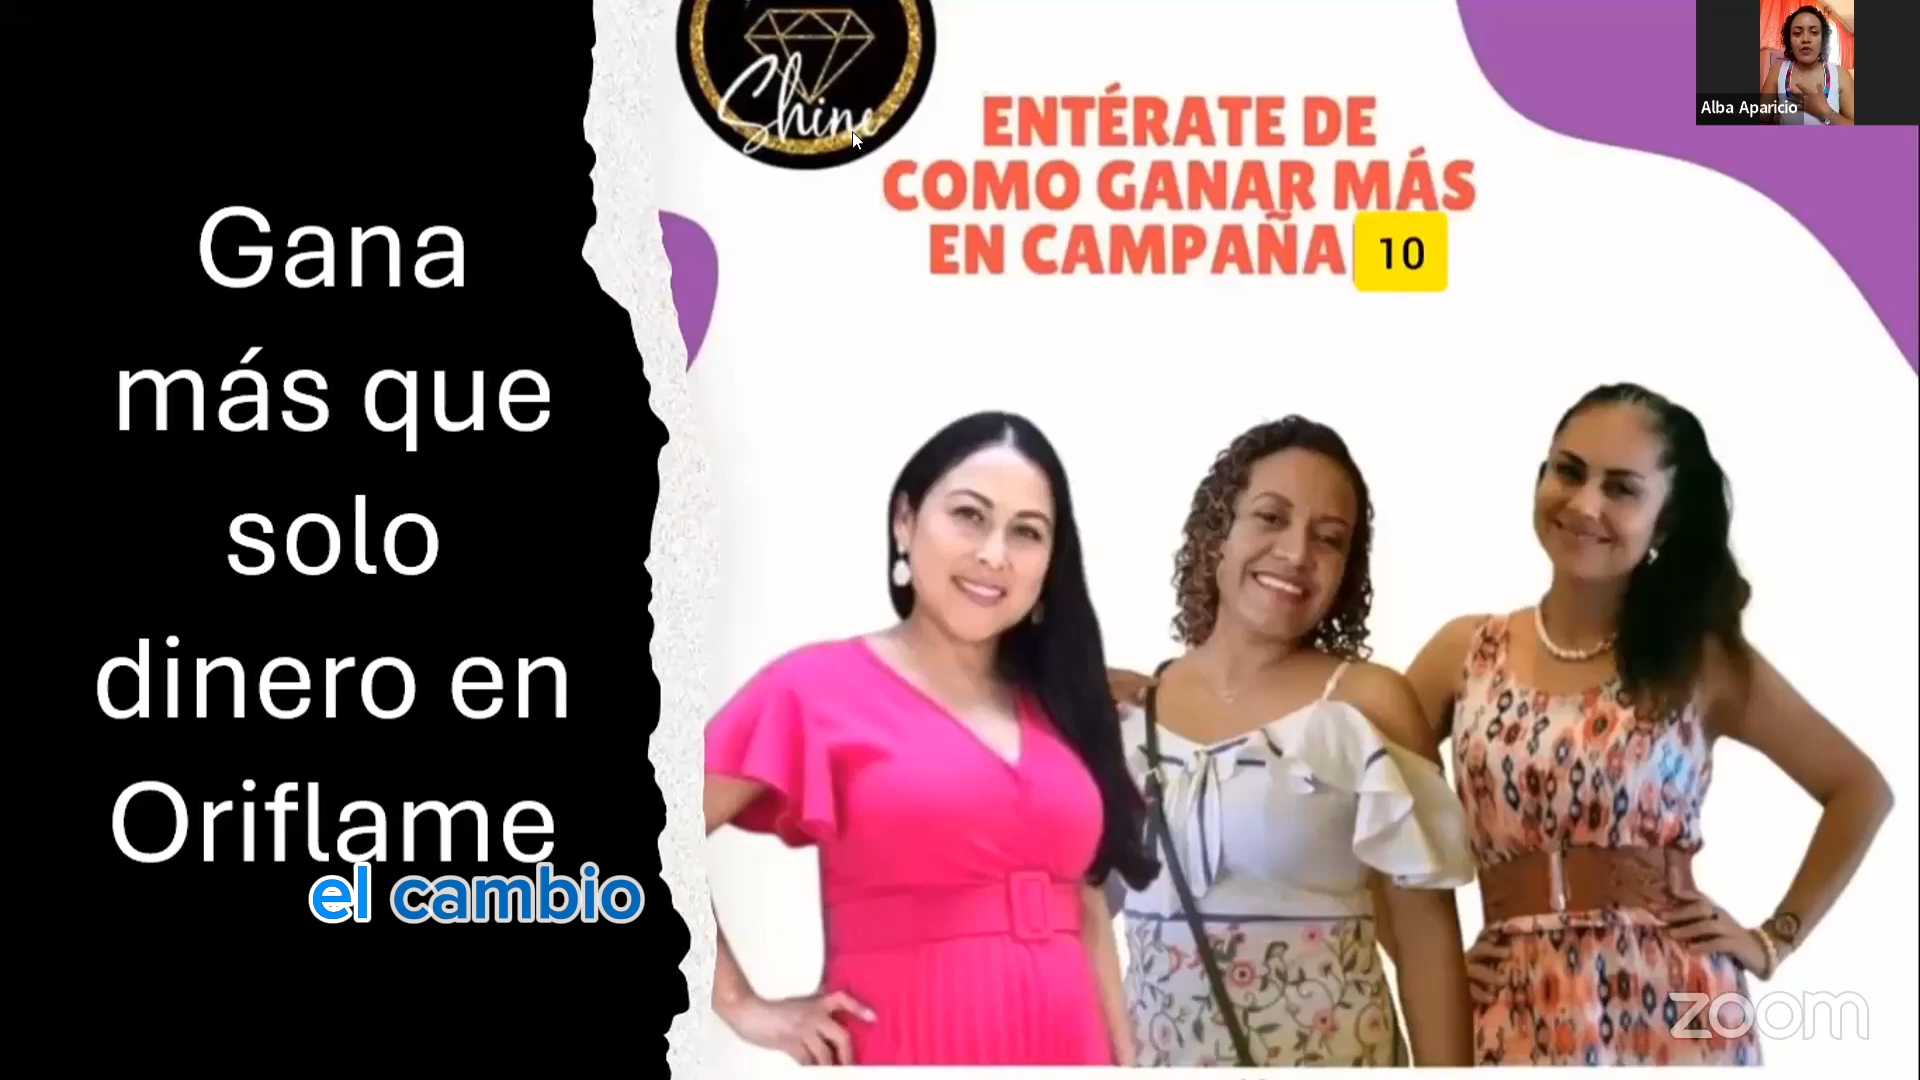 Gana
más que
solo
dinero en
Oriflame
el cambio
Shine
ENTÉRATE DE
COMO GANAR MÁS
EN CAMPAÑA 10
Alba Aparicio
zoom